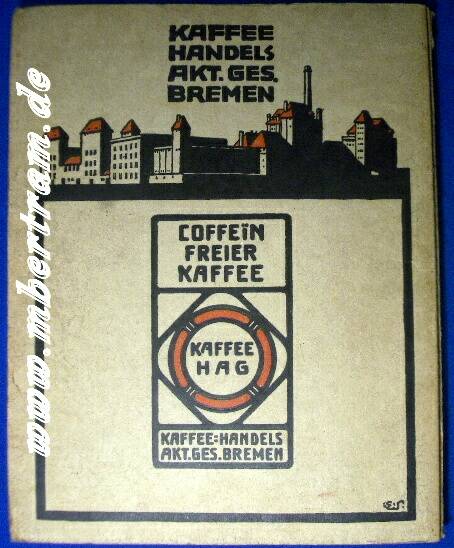 KAFFEE
HANDELS
AKT. GES.
BREMEN
COFFEïN
FREIER
KAFFEE
KAFFEE
HAG
KAFFEE=HANDELS
AKT.GES.BREMEN
www.mbertram.de